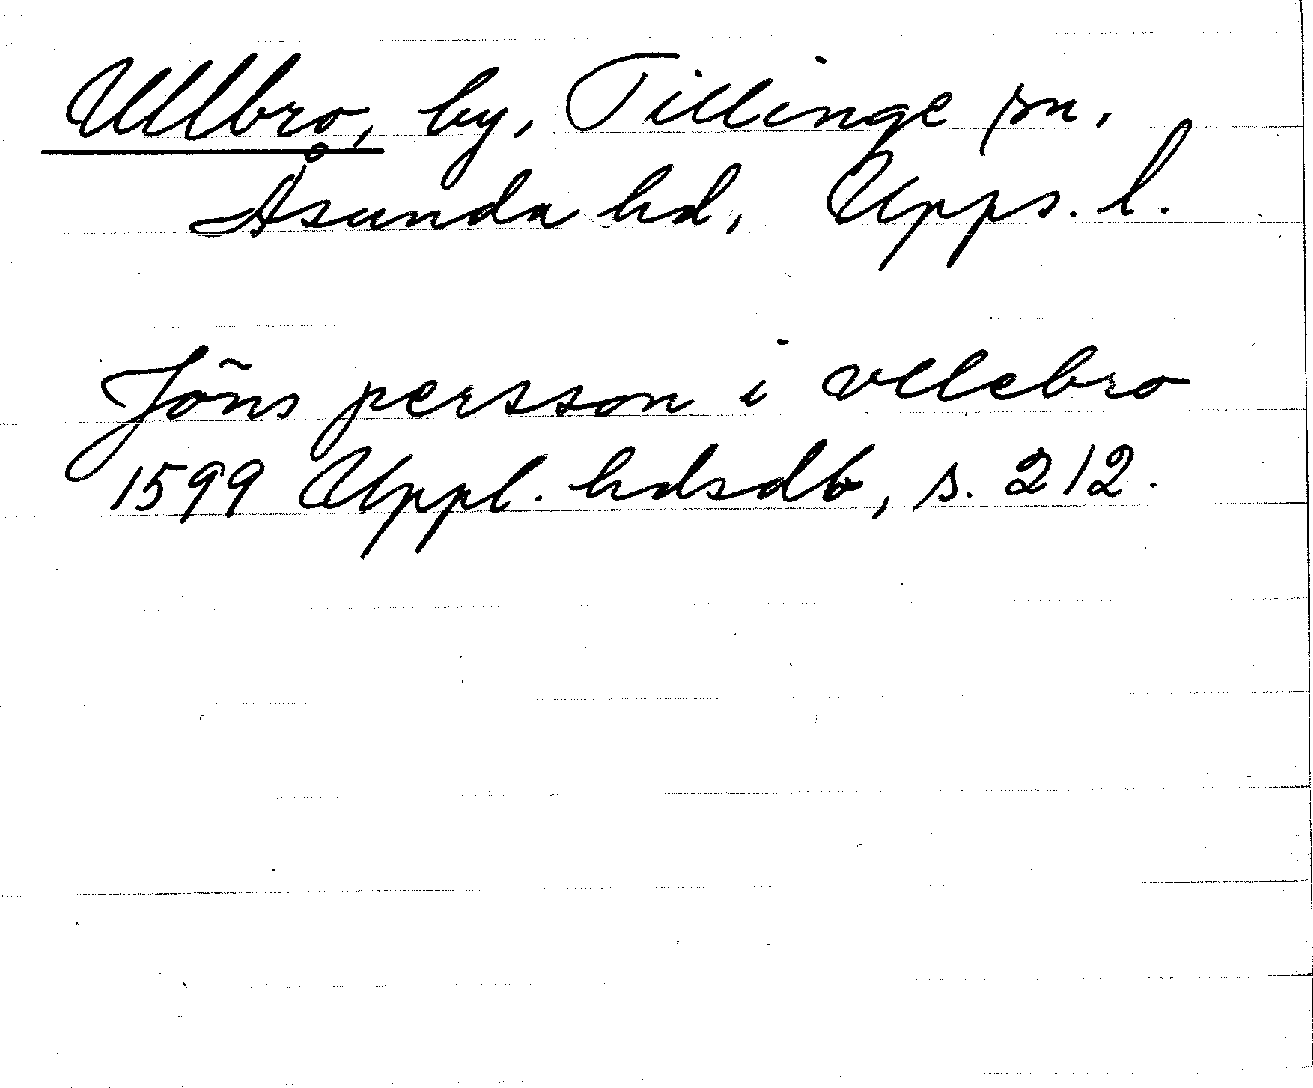 Ullbro, by, Tillinge sn.
Åsunda hd, Upps. l.
Jöns persson i vllebro
1599 Uppl. hdsdb, s. 212.